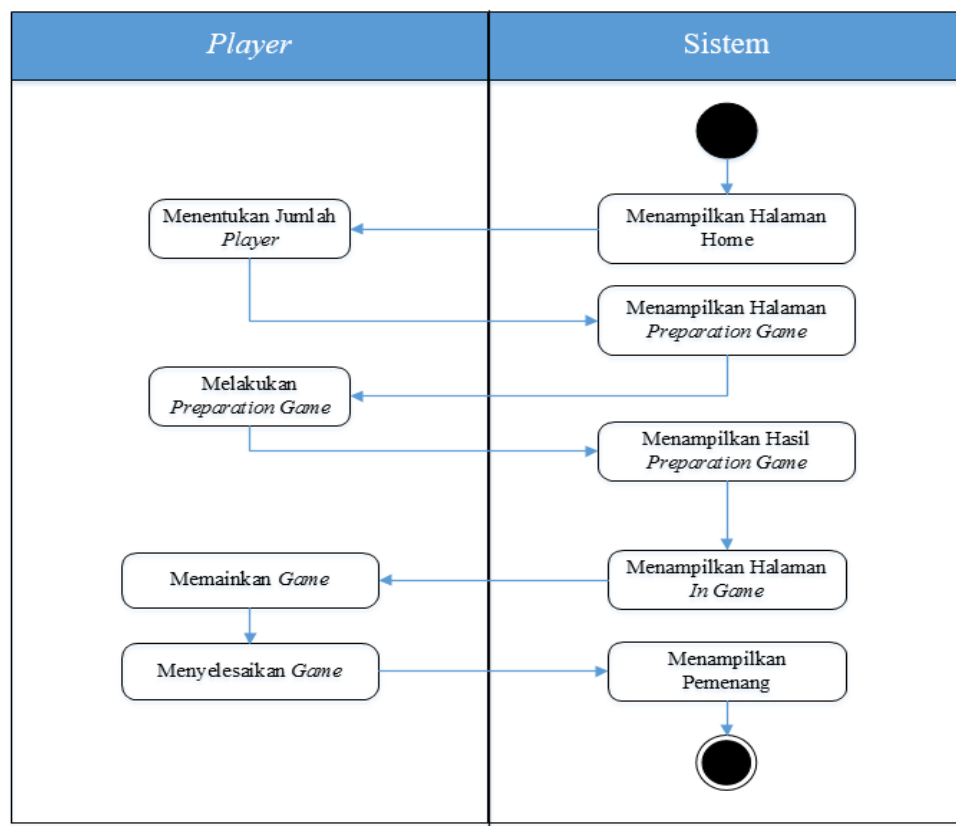 Player
Sistem
Menampilkan Halaman
Home
Menentukan Jumlah
Player
Menampilkan Halaman
Preparation Game
Melakukan
Preparation Game
Menampilkan Hasil
Preparation Game
Menampilkan Halaman
In Game
Memainkan Game
Menyelesaikan Game
Menampilkan
Pemenang